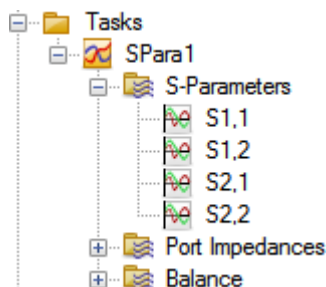 Tasks
SPara1
S-Parameters
S1,1
S1,2
S2,1
S2,2
Port Impedances
Balance